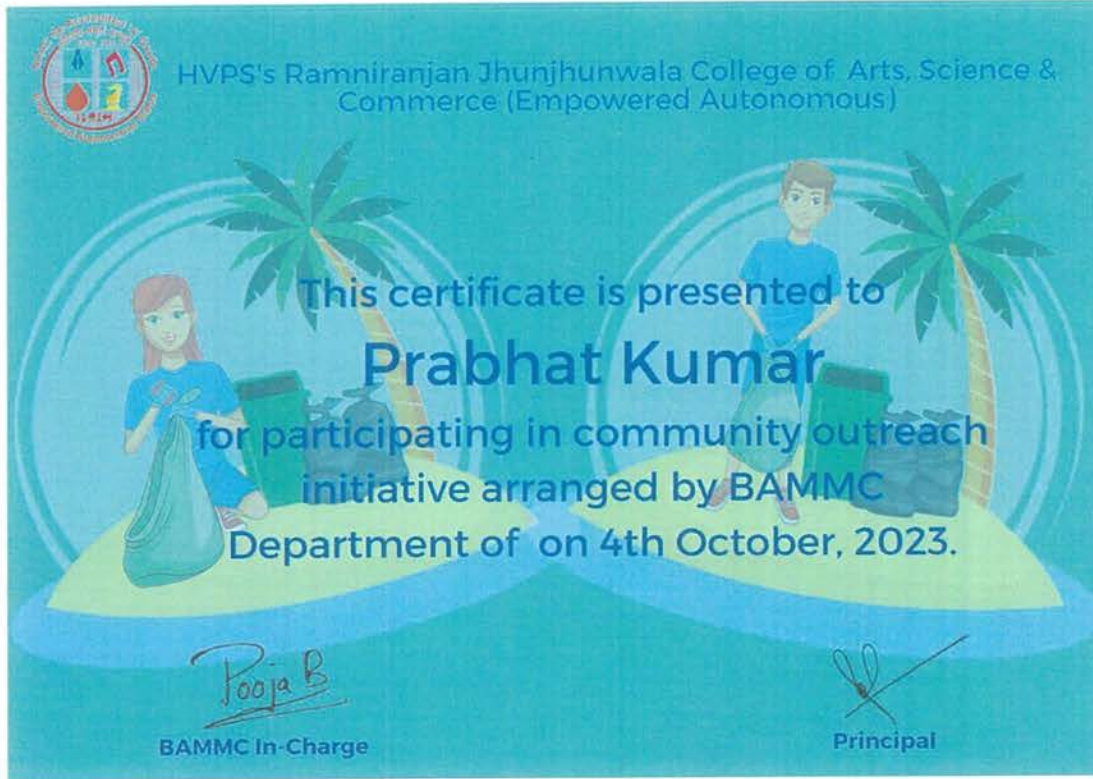 HVPS's Ramniranjan Jhunjhunwala College of Arts, Science &
Commerce (Empowered Autonomous)
This certificate is presented to
Prabhat Kumar
for participating in community outreach
initiative arranged by BAMMC
Department of on 4th October, 2023.
Pooja B
BAMMC In-Charge
Principal